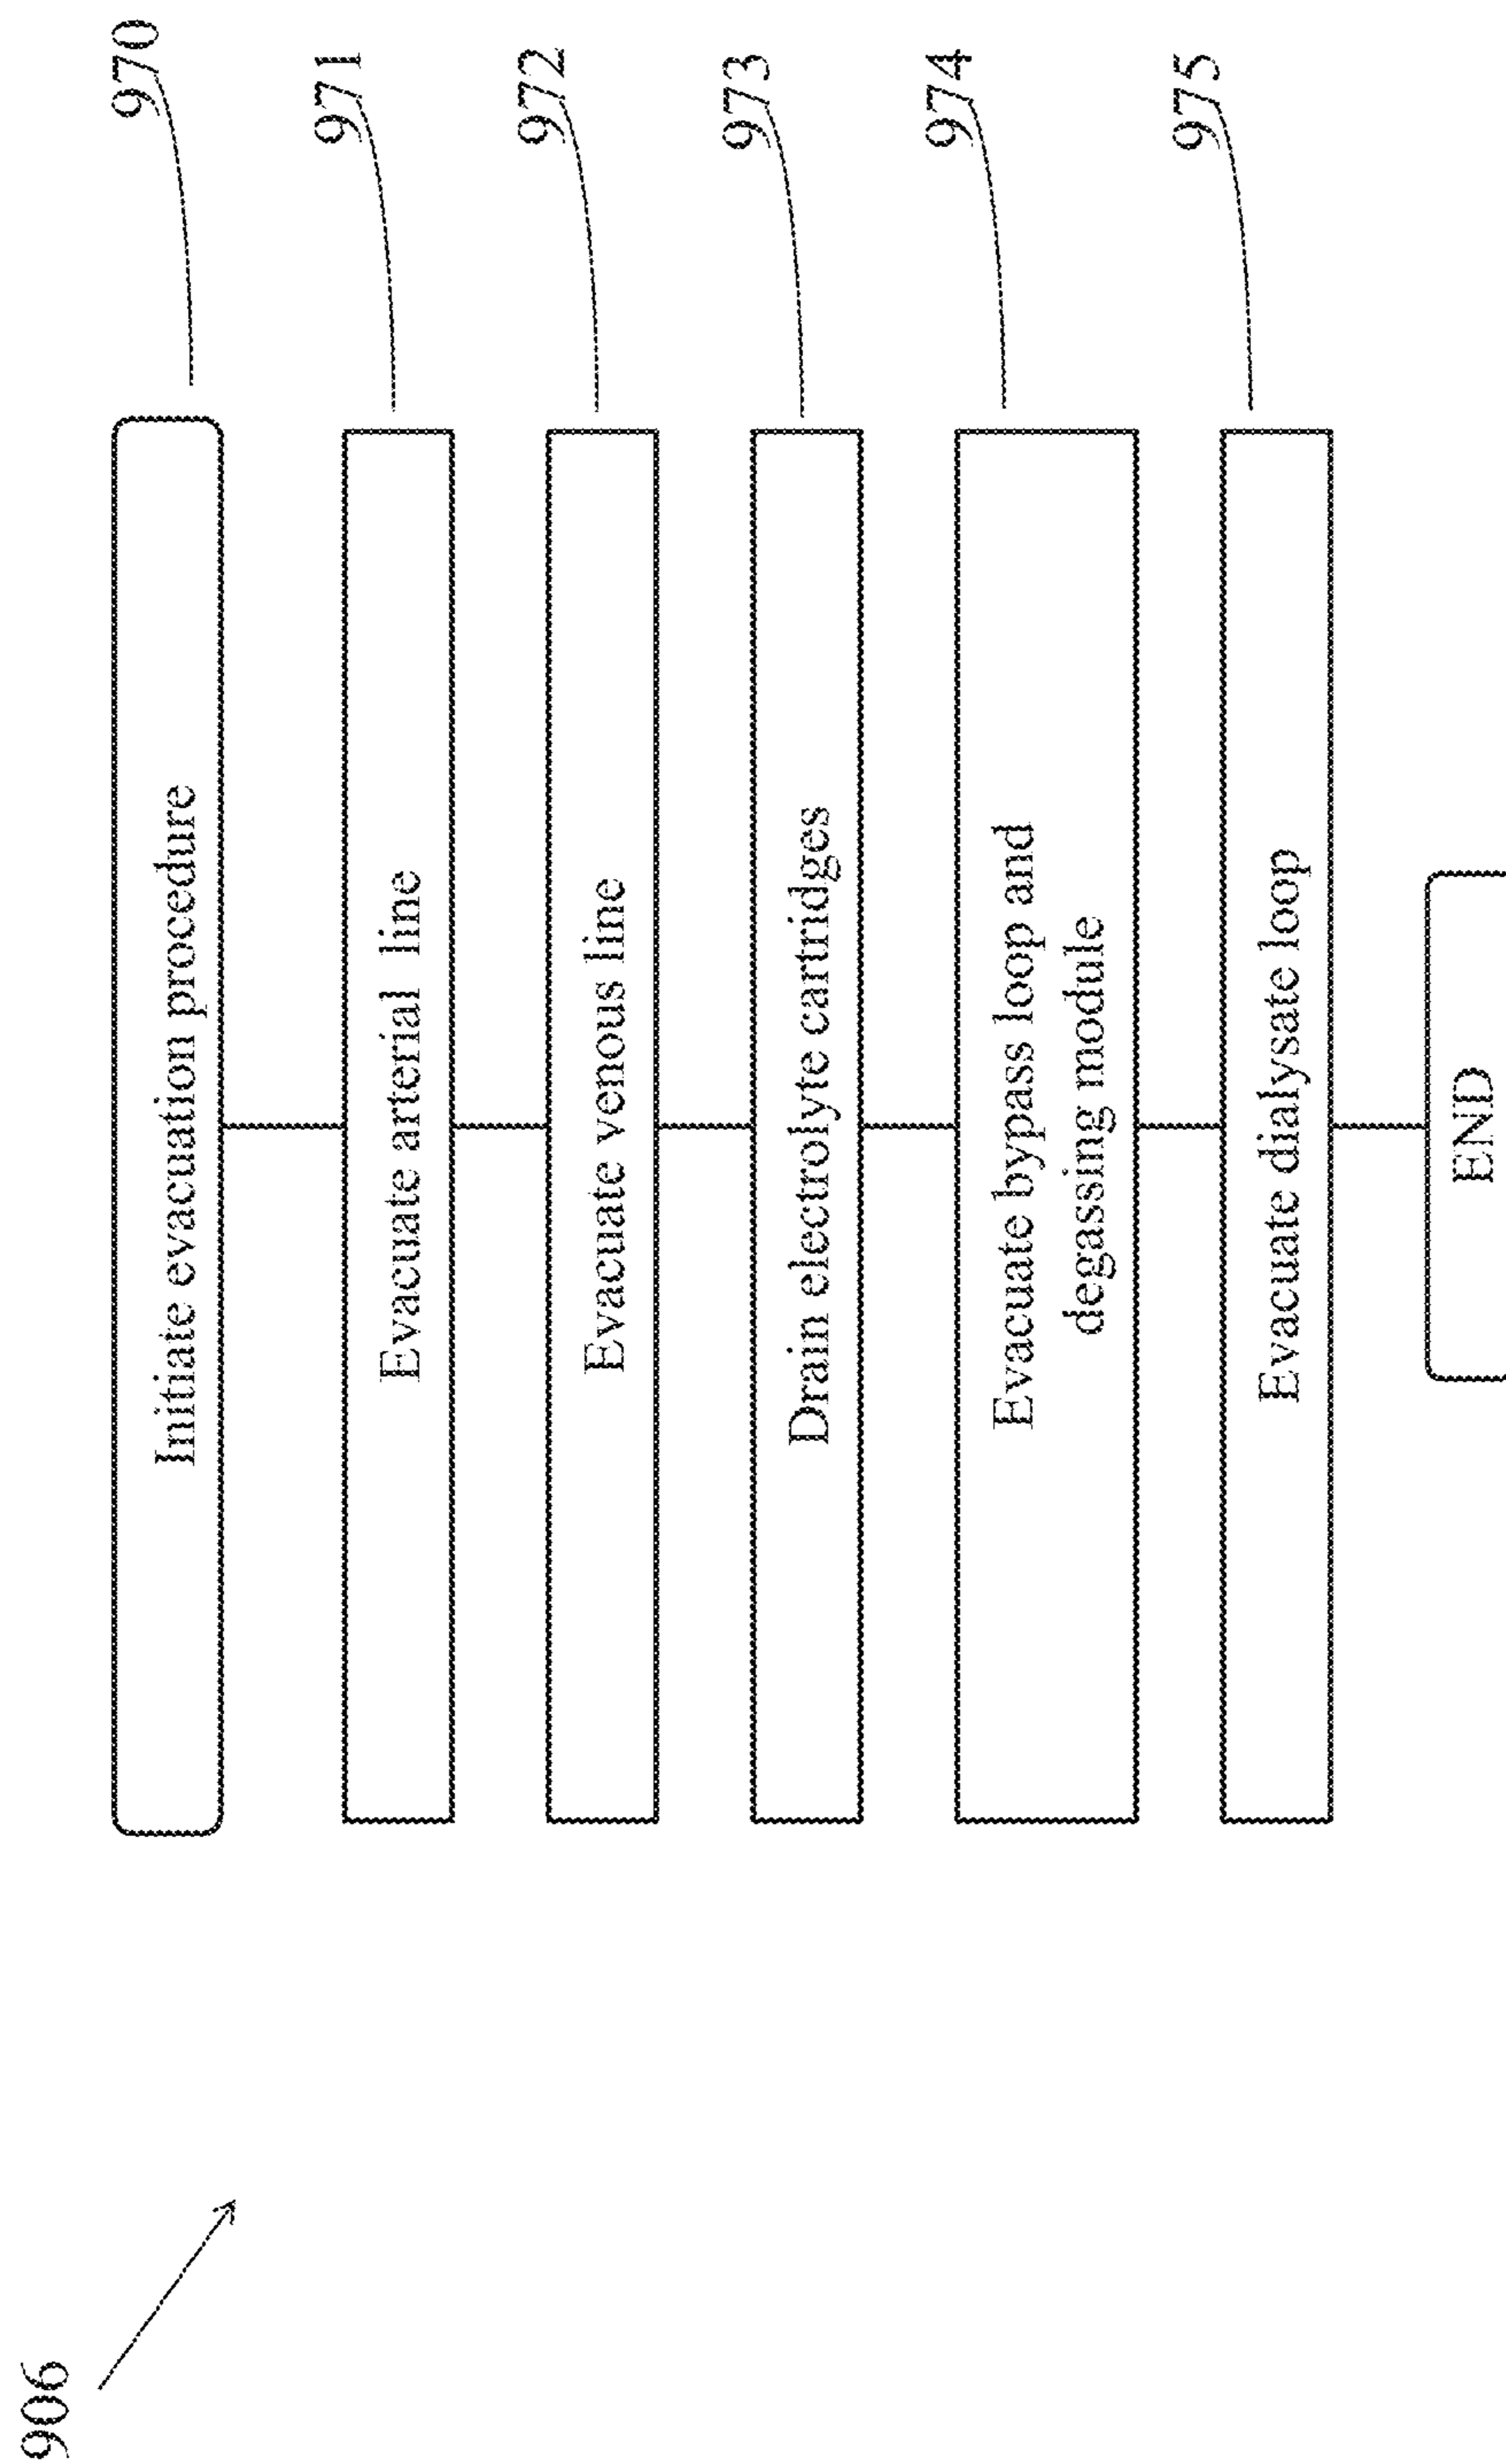 906
Initiate evacuation procedure
970
Evacuate arterial line
971
Evacuate venous line
972
Drain electrolyte cartridges
973
Evacuate bypass loop and
degassing module
974
Evacuate dialysate loop
975
END